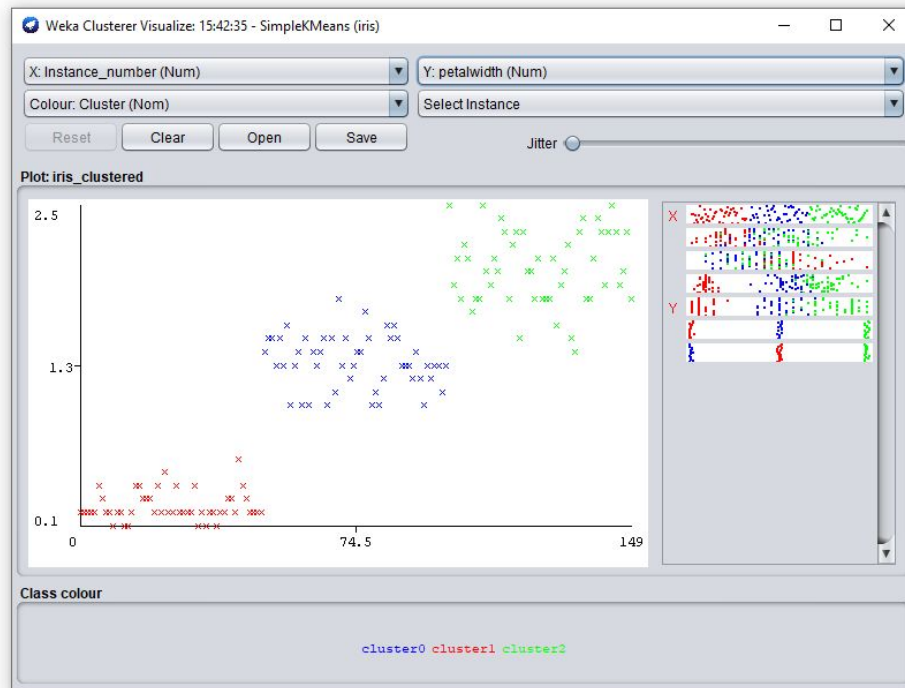 Weka Clusterer Visualize: 15:42:35 - SimpleKMeans (iris)
X: Instance_number (Num)
Y: petalwidth (Num)
Colour: Cluster (Nom)
Select Instance
Reset
Clear
Open
Save
Jitter
Plot: iris_clustered
2.5
1.3
0.1
0
74.5
149
X
Y
Class colour
cluster0 cluster1 cluster2